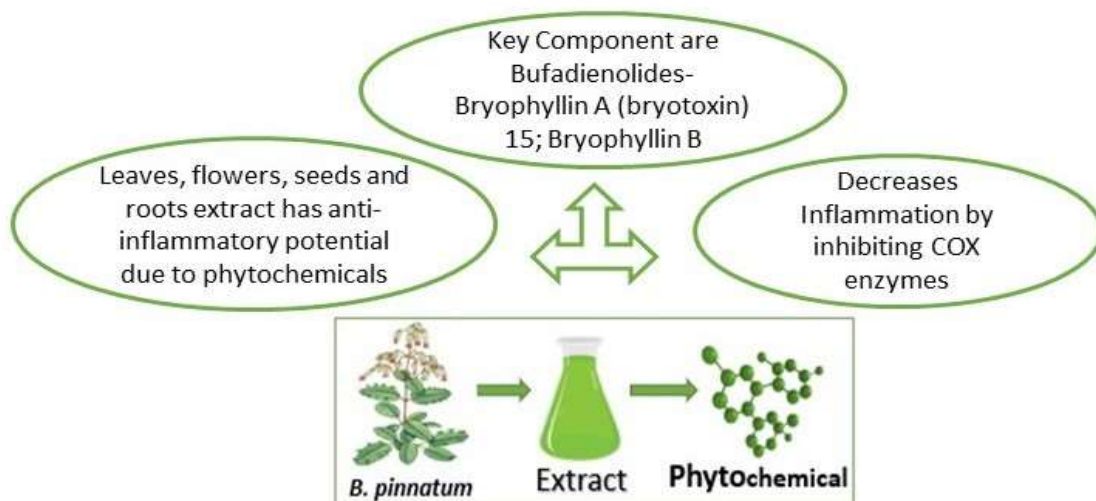 Key Component are
Bufadienolides-
Bryophyllin A (bryotoxin)
15; Bryophyllin B
Leaves, flowers, seeds and
roots extract has anti-
inflammatory potential
due to phytochemicals
Decreases
Inflammation by
inhibiting COX
enzymes
B. pinnatum
Extract
Phytochemical